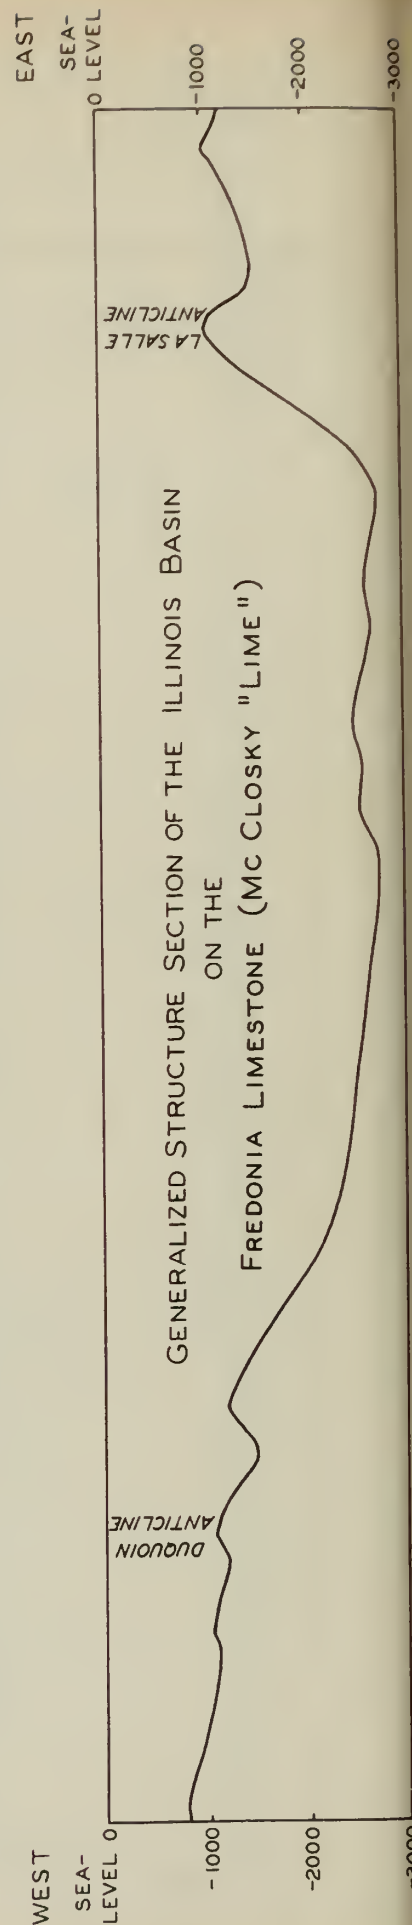 WEST
SEA-
LEVEL
0
-1000
-2000
-3000
DUQUOIN
ANTICLINE
GENERALIZED STRUCTURE SECTION OF THE ILLINOIS BASIN
ON THE
FREDONIA LIMESTONE (MC CLOSKY "LIME")
LA SALLE
ANTICLINE
EAST
SEA-
LEVEL
0
-1000
-2000
-3000